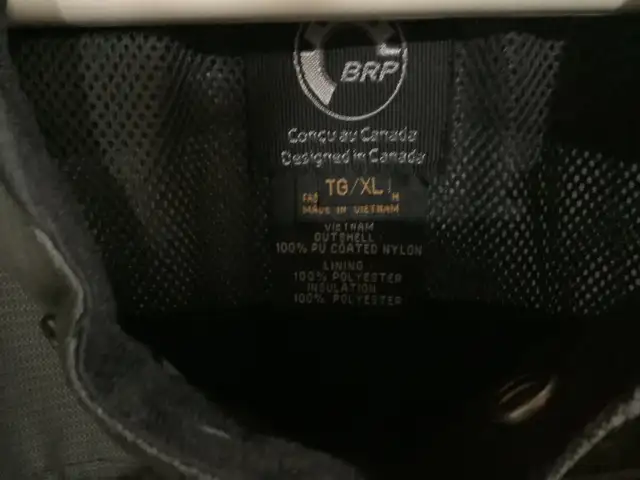 BRP
Conçu au Canada
Designed in Canada
TG/XL
FAB
H
MADE IN VIETNAM
VIETNAM
OUTSHELL
100% PU COATED NYLON
LINING
100% POLYESTER
INSULATION
100% POLYESTER